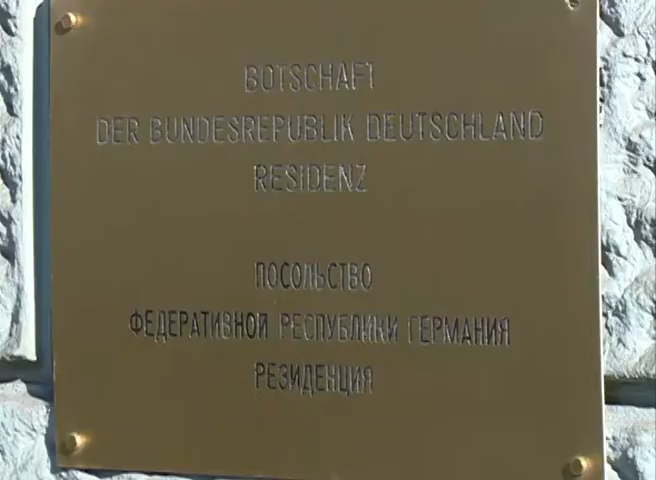 BOTSCHAFT
DER BUNDESREPUBLIK DEUTSCHLAND
RESIDENZ
ПОСОЛЬСТВО
ФЕДЕРАТИВНОЙ РЕСПУБЛИКИ ГЕРМАНИЯ
РЕЗИДЕНЦИЯ